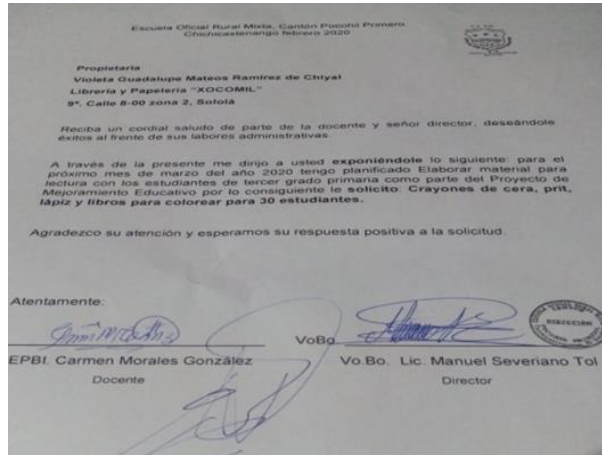 Escuela Oficial Rural Mixta, Cantón Pocohil Primero
Chichicastenango febrero 2020
Propietaria
Violeta Guadalupe Mateos Ramírez de Chiyal
Librería y Papelería “XOCOMIL”
9ª. Calle 8-00 zona 2, Sololá
Reciba un cordial saludo de parte de la docente y señor director, deseándole
éxitos al frente de sus labores administrativas.
A través de la presente me dirijo a usted exponiéndole lo siguiente: para el
próximo mes de marzo del año 2020 tengo planificado Elaborar material para
lectura con los estudiantes de tercer grado primaria como parte del Proyecto de
Mejoramiento Educativo por lo consiguiente le solicito: Crayones de cera, prit,
lápiz y libros para colorear para 30 estudiantes.
Agradezco su atención y esperamos su respuesta positiva a la solicitud.
Atentamente:
VoBo
DIRECCIÓN
EPBI. Carmen Morales González
Vo.Bo. Lic. Manuel Severiano Tol
Docente
Director